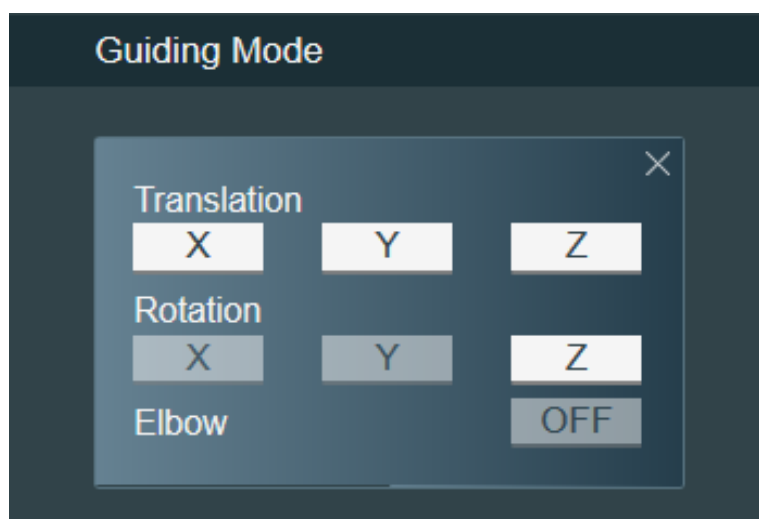 Guiding Mode
Translation
X Y Z
Rotation
X Y Z
Elbow OFF